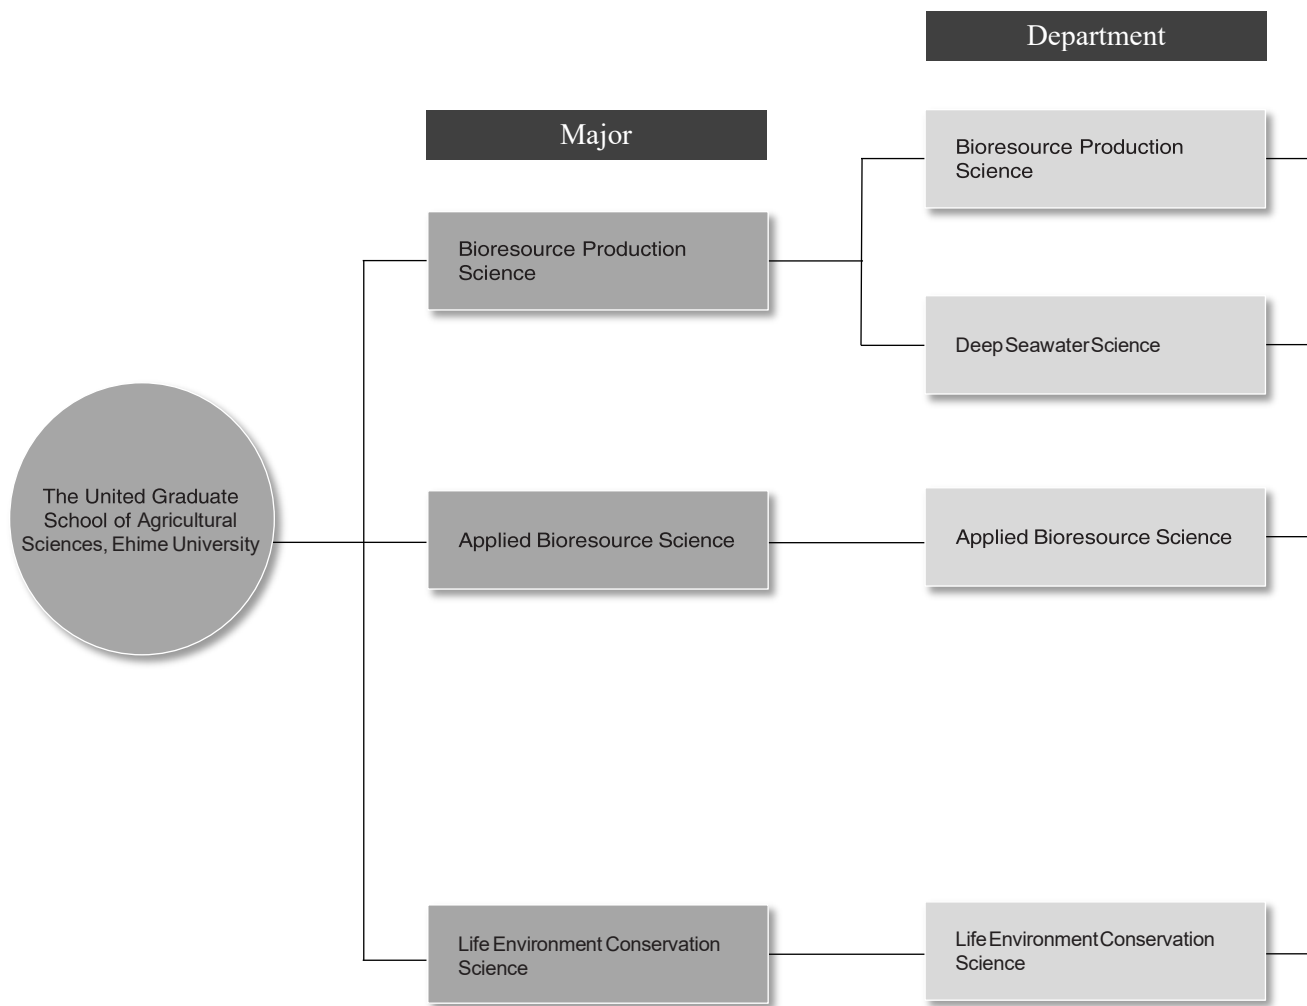 Department
Major
Bioresource Production
Science
Bioresource Production
Science
Deep Seawater Science
The United Graduate
School of Agricultural
Sciences, Ehime University
Applied Bioresource Science
Applied Bioresource Science
Life Environment Conservation
Science
Life Environment Conservation
Science